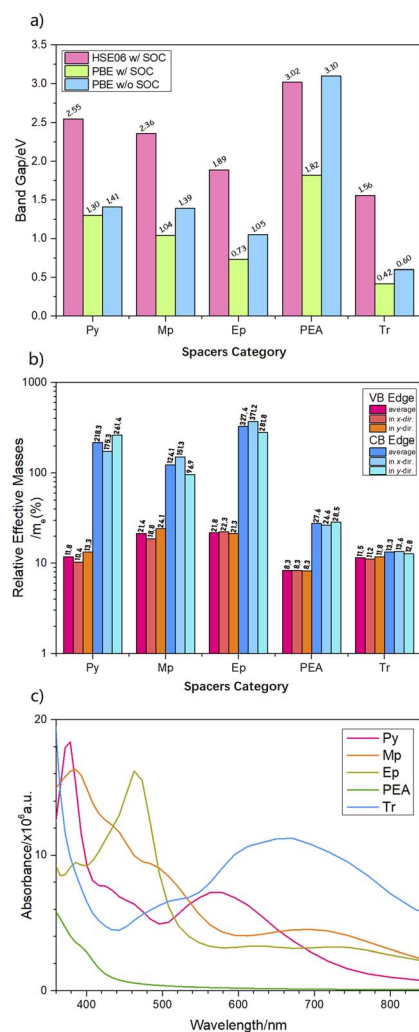 a)
HSE06 w/ SOC
PBE w/ SOC
PBE w/o SOC
Band Gap/eV
3.5
3.0
2.5
2.0
1.5
1.0
0.5
0.0
2.55
1.30
1.41
2.36
1.04
1.39
1.89
0.73
1.05
3.02
1.82
3.10
1.56
0.42
0.60
Py Mp Ep PEA Tr
Spacers Category
b)
Relative Effective Masses
/m (%)
1000
100
10
1
VB Edge
average
in x-dir.
in y-dir.
CB Edge
average
in x-dir.
in y-dir.
11.8
10.4
13.3
218.3
175.3
261.4
21.4
18.8
24.1
124.1
151.3
96.9
21.8
22.3
21.3
327.4
371.2
281.8
8.3
8.3
8.3
27.6
26.6
28.5
11.5
11.2
11.8
13.3
13.6
12.8
Py Mp Ep PEA Tr
Spacers Category
c)
Absorbance/x10⁶a.u.
20
10
0
Py
Mp
Ep
PEA
Tr
400 500 600 700 800
Wavelength/nm